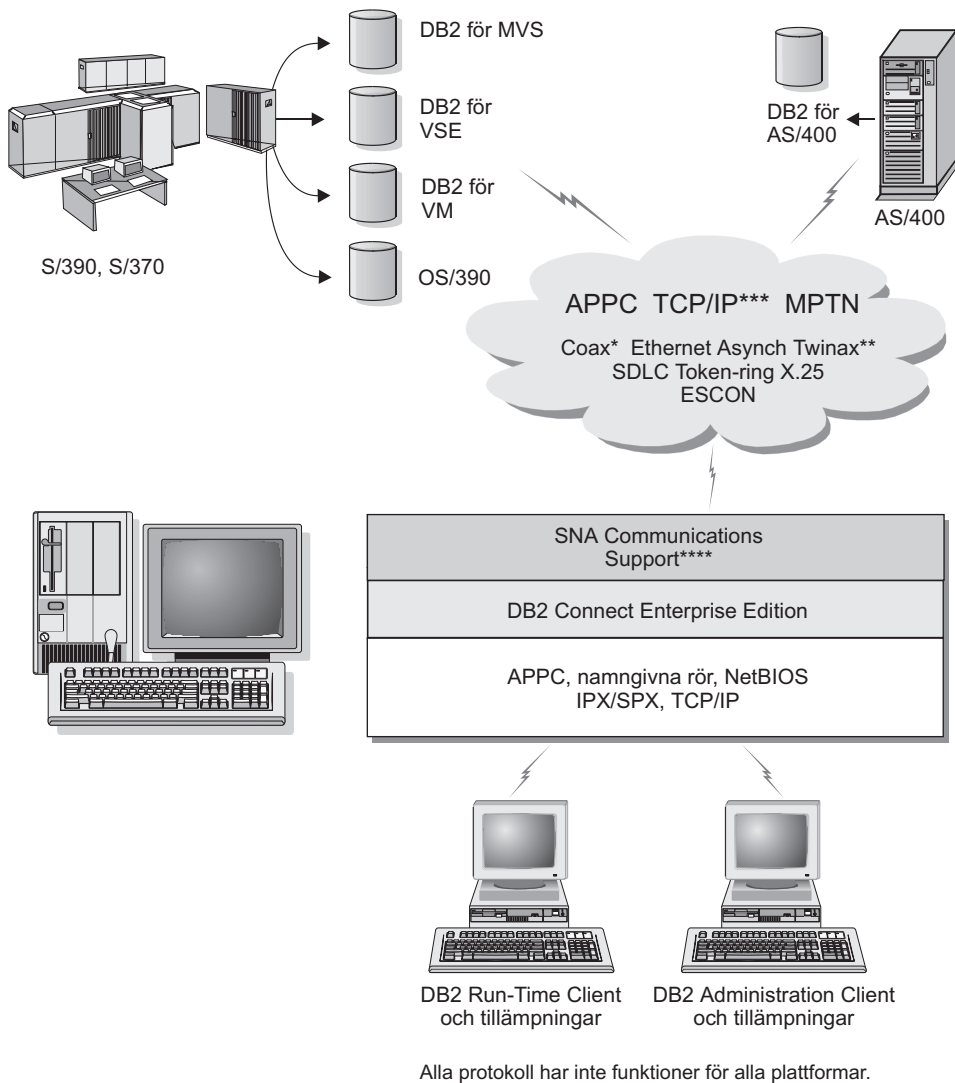 DB2 för MVS
DB2 för
VSE
DB2 för
VM
OS/390
S/390, S/370
DB2 för
AS/400
AS/400
APPC TCP/IP*** MPTN
Coax* Ethernet Asynch Twinax**
SDLC Token-ring X.25
ESCON
SNA Communications
Support****
DB2 Connect Enterprise Edition
APPC, namngivna rör, NetBIOS
IPX/SPX, TCP/IP
DB2 Run-Time Client
och tillämpningar
DB2 Administration Client
och tillämpningar
Alla protokoll har inte funktioner för alla plattformar.